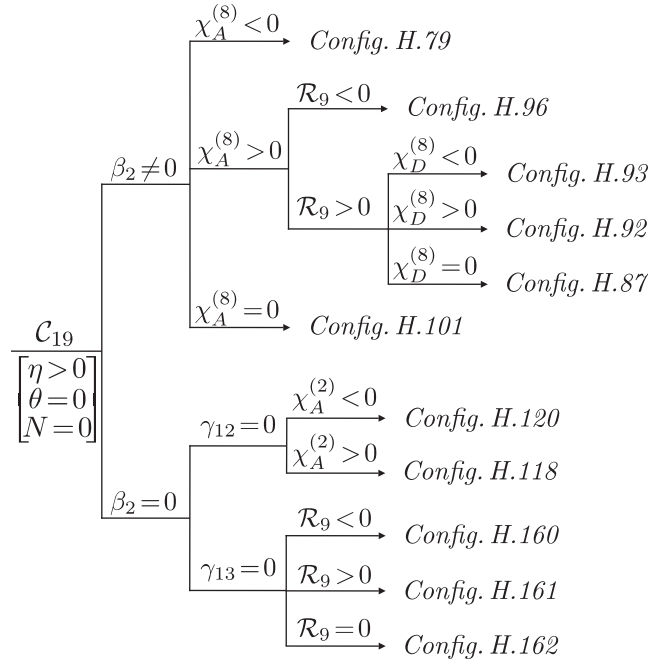 χ_A^(8) < 0 Config. H.79
R_9 < 0 Config. H.96
β_2 ≠ 0 χ_A^(8) > 0 χ_D^(8) < 0 Config. H.93
R_9 > 0 χ_D^(8) > 0 Config. H.92
χ_D^(8) = 0 Config. H.87
χ_A^(8) = 0 Config. H.101
C_19
[η > 0
θ = 0
N = 0]
χ_A^(2) < 0 Config. H.120
γ_12 = 0
χ_A^(2) > 0 Config. H.118
β_2 = 0
R_9 < 0 Config. H.160
γ_13 = 0 R_9 > 0 Config. H.161
R_9 = 0 Config. H.162